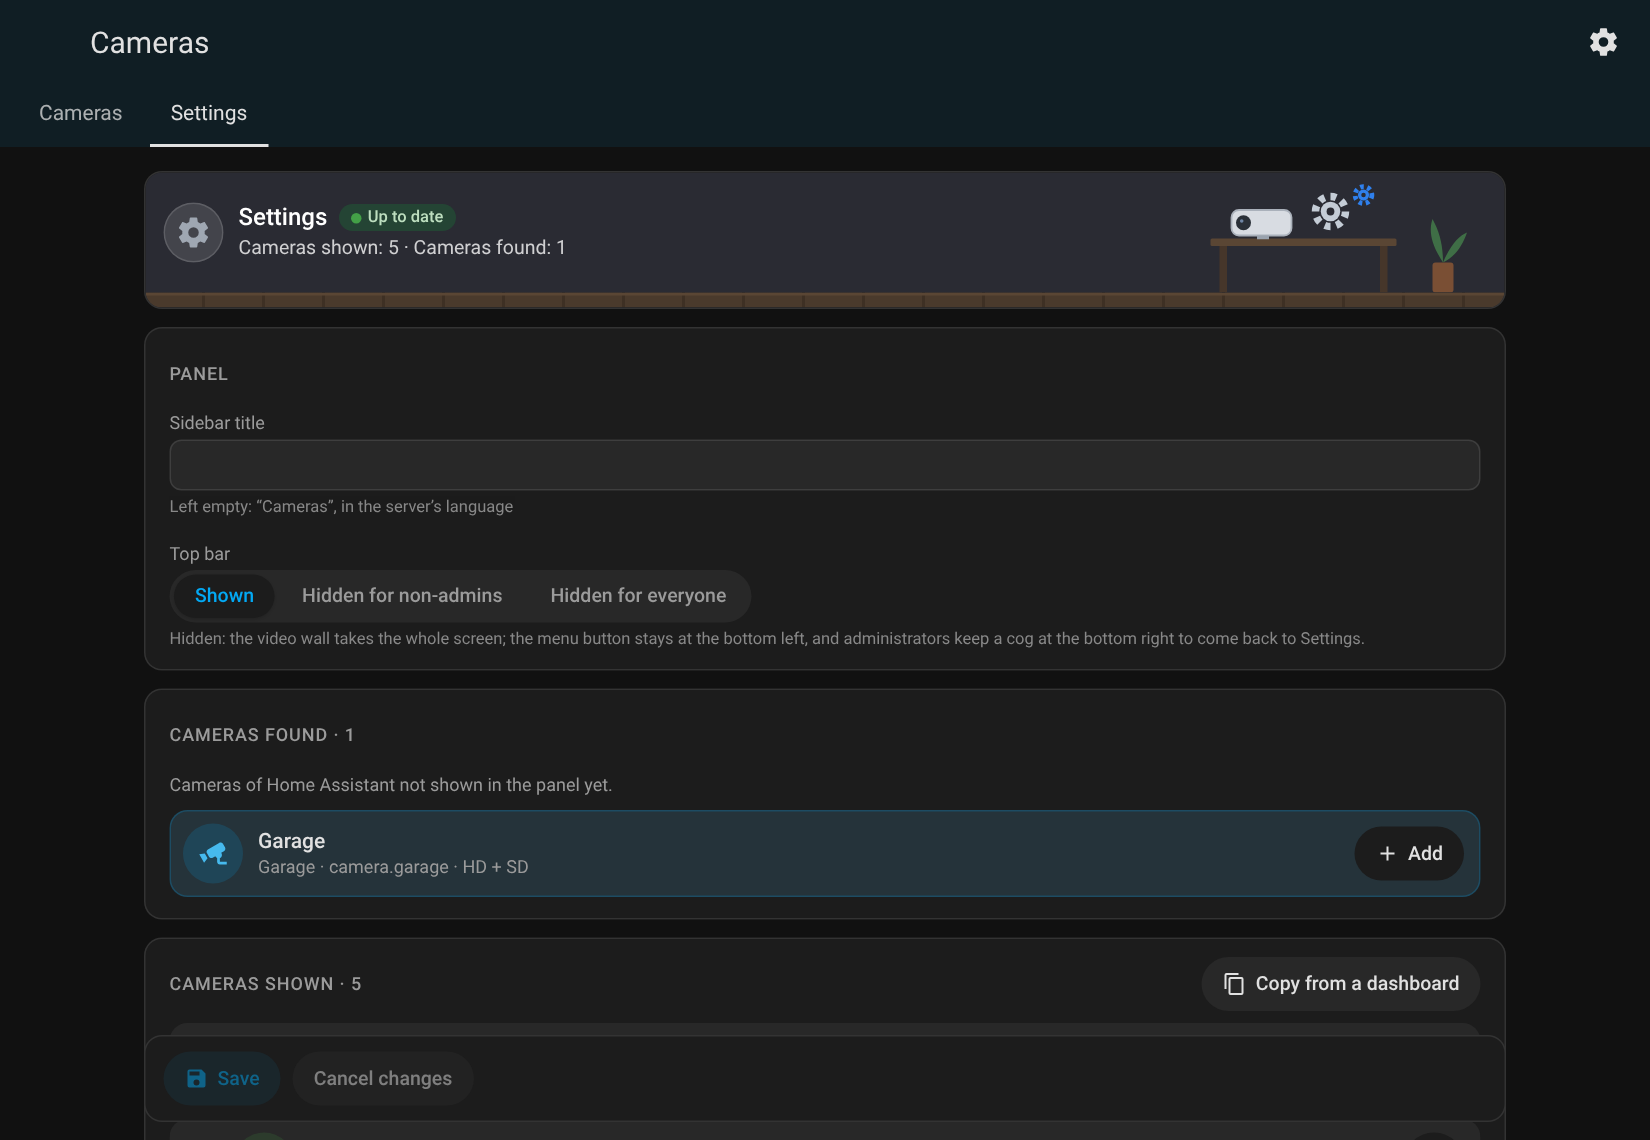 Cameras
Cameras
Settings
Settings
Up to date
Cameras shown: 5 · Cameras found: 1
PANEL
Sidebar title
Left empty: “Cameras”, in the server’s language
Top bar
Shown
Hidden for non-admins
Hidden for everyone
Hidden: the video wall takes the whole screen; the menu button stays at the bottom left, and administrators keep a cog at the bottom right to come back to Settings.
CAMERAS FOUND · 1
Cameras of Home Assistant not shown in the panel yet.
Garage
Garage · camera.garage · HD + SD
Add
CAMERAS SHOWN · 5
Copy from a dashboard
Save
Cancel changes